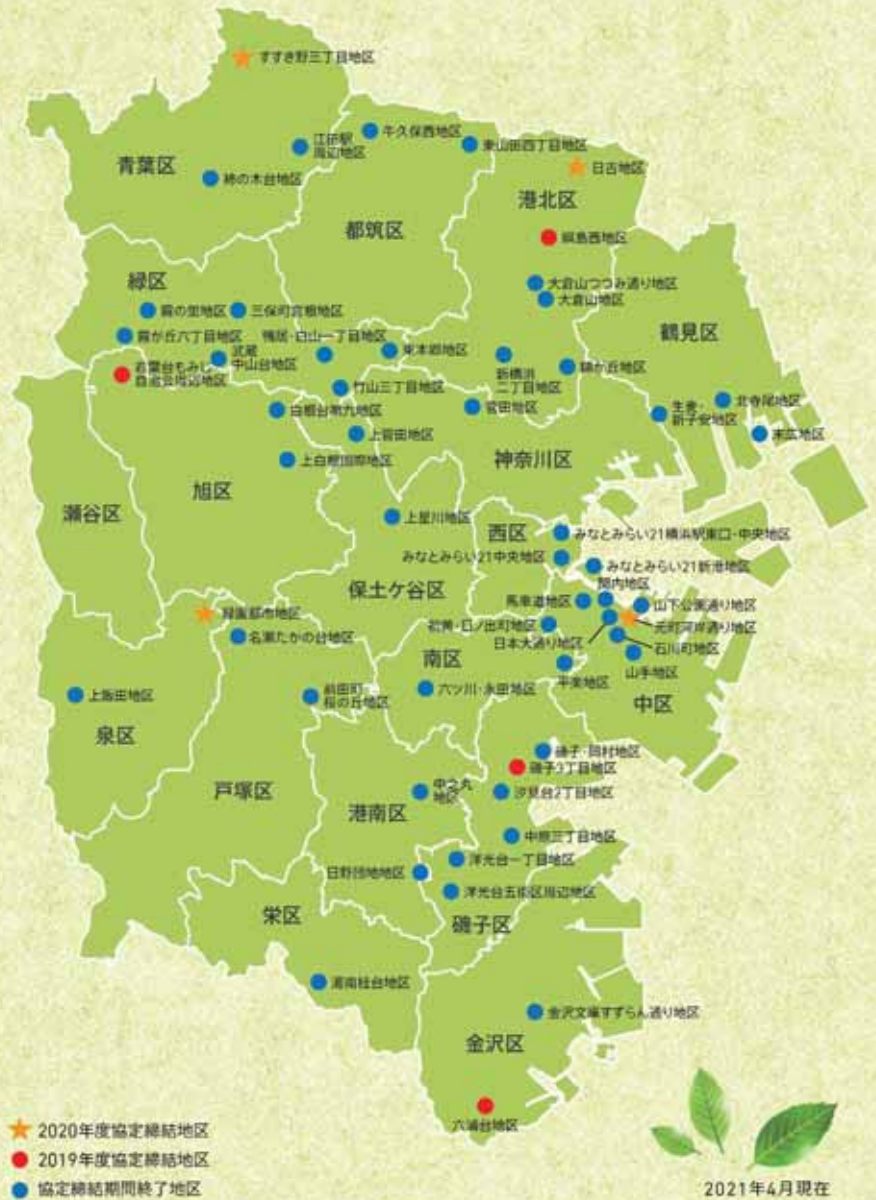 すすき野三丁目地区
江田駅
周辺地区
牛久保西地区
東山田四丁目地区
青葉区
柿の木台地区
日吉地区
港北区
都筑区
綱島西地区
緑区
大倉山つつみ通り地区
大倉山地区
霧の里地区
三保町宮根地区
鶴見区
霧が丘六丁目地区
鴨居・白山一丁目地区
武蔵
中山台地区
東本郷地区
若葉台もみじ
自治会周辺地区
新横浜
二丁目地区
錦が丘地区
竹山三丁目地区
白根台第九地区
菅田地区
生麦・
新子安地区
北寺尾地区
上菅田地区
末広地区
上白根国際地区
神奈川区
旭区
瀬谷区
上星川地区
西区
みなとみらい21横浜駅東口・中央地区
みなとみらい21中央地区
みなとみらい21新港地区
関内地区
保土ケ谷区
馬車道地区
山下公園通り地区
緑園都市地区
初黄・日ノ出町地区
元町河岸通り地区
名瀬たかの台地区
日本大通り地区
石川町地区
南区
山手地区
平楽地区
上飯田地区
前田町・
桜の丘地区
六ツ川・永田地区
中区
泉区
磯子・岡村地区
磯子3丁目地区
戸塚区
中之丸
地区
汐見台2丁目地区
港南区
中原三丁目地区
洋光台一丁目地区
日野団地地区
洋光台五街区周辺地区
栄区
磯子区
湘南桂台地区
金沢文庫すずらん通り地区
金沢区
六浦台地区
2020年度協定締結地区
2019年度協定締結地区
協定締結期間終了地区
2021年4月現在